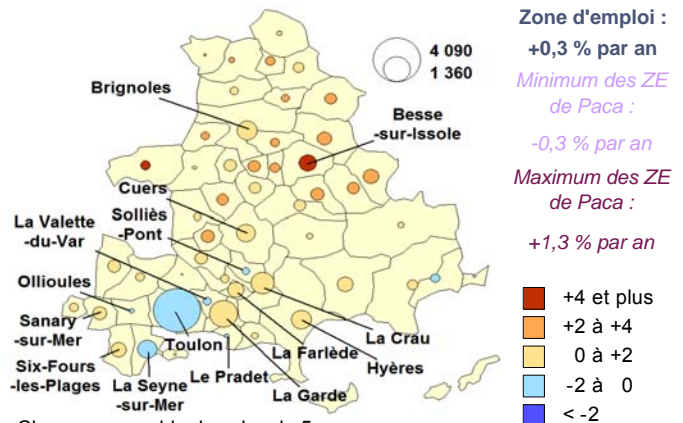 Zone d'emploi :
+0,3 % par an
Minimum des ZE
de Paca :
-0,3 % par an
Maximum des ZE
de Paca :
+1,3 % par an
4 090
1 360
Brignoles
Besse
-sur-Issole
Cuers
Solliès
-Pont
La Valette
-du-Var
Ollioules
Sanary
-sur-Mer
Six-Fours
-les-Plages
La Seyne
-sur-Mer
Toulon
Le Pradet
La Garde
La Farlède
Hyères
La Crau
+4 et plus
+2 à +4
0 à +2
-2 à 0
< -2